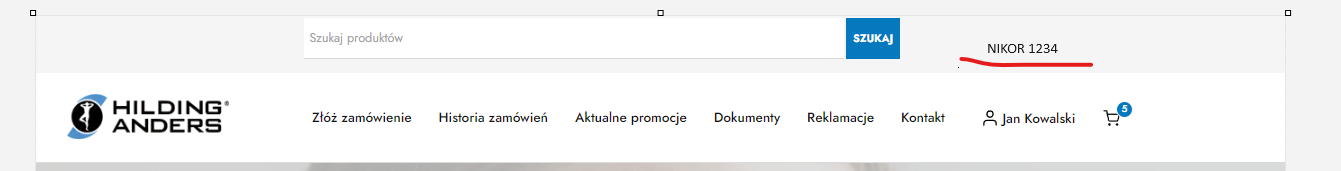 Szukaj produktów
SZUKAJ
NIKOR 1234
HILDING®
ANDERS
Złóż zamówienie
Historia zamówień
Aktualne promocje
Dokumenty
Reklamacje
Kontakt
Jan Kowalski
5